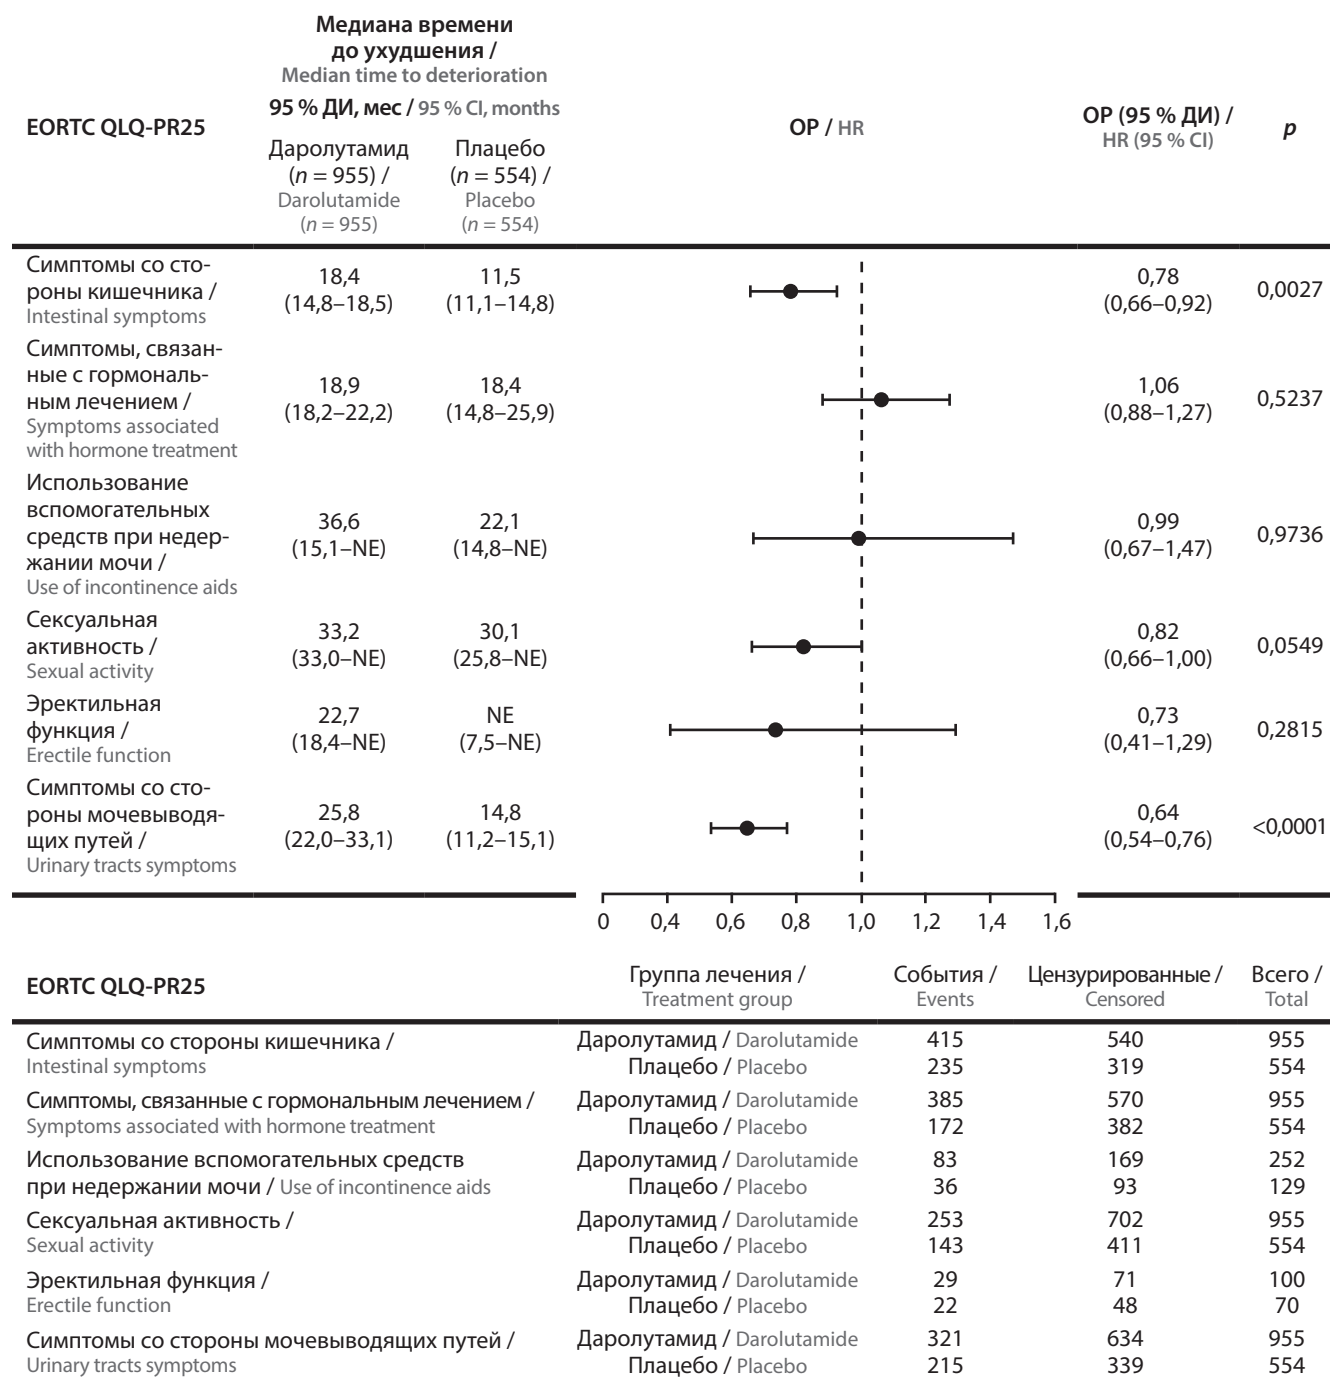 Медиана времени
до ухудшения /
Median time to deterioration
95 % ДИ, мес / 95 % CI, months
EORTC QLQ-PR25
ОР / HR
ОР (95 % ДИ) /
HR (95 % CI)
p
Даролутамид
(n = 955) /
Darolutamide
(n = 955)
Плацебо
(n = 554) /
Placebo
(n = 554)
Симптомы со сто-
роны кишечника /
Intestinal symptoms
18,4
(14,8–18,5)
11,5
(11,1–14,8)
0,78
(0,66–0,92)
0,0027
Симптомы, связан-
ные с гормональ-
ным лечением /
Symptoms associated
with hormone treatment
18,9
(18,2–22,2)
18,4
(14,8–25,9)
1,06
(0,88–1,27)
0,5237
Использование
вспомогательных
средств при недер-
жании мочи /
Use of incontinence aids
36,6
(15,1–NE)
22,1
(14,8–NE)
0,99
(0,67–1,47)
0,9736
Сексуальная
активность /
Sexual activity
33,2
(33,0–NE)
30,1
(25,8–NE)
0,82
(0,66–1,00)
0,0549
Эректильная
функция /
Erectile function
22,7
(18,4–NE)
NE
(7,5–NE)
0,73
(0,41–1,29)
0,2815
Симптомы со сто-
роны мочевыводя-
щих путей /
Urinary tracts symptoms
25,8
(22,0–33,1)
14,8
(11,2–15,1)
0,64
(0,54–0,76)
<0,0001
0 0,4 0,6 0,8 1,0 1,2 1,4 1,6
EORTC QLQ-PR25
Группа лечения /
Treatment group
События /
Events
Цензурированные /
Censored
Всего /
Total
Симптомы со стороны кишечника /
Intestinal symptoms
Даролутамид / Darolutamide 415 540 955
Плацебо / Placebo 235 319 554
Симптомы, связанные с гормональным лечением /
Symptoms associated with hormone treatment
Даролутамид / Darolutamide 385 570 955
Плацебо / Placebo 172 382 554
Использование вспомогательных средств
при недержании мочи / Use of incontinence aids
Даролутамид / Darolutamide 83 169 252
Плацебо / Placebo 36 93 129
Сексуальная активность /
Sexual activity
Даролутамид / Darolutamide 253 702 955
Плацебо / Placebo 143 411 554
Эректильная функция /
Erectile function
Даролутамид / Darolutamide 29 71 100
Плацебо / Placebo 22 48 70
Симптомы со стороны мочевыводящих путей /
Urinary tracts symptoms
Даролутамид / Darolutamide 321 634 955
Плацебо / Placebo 215 339 554